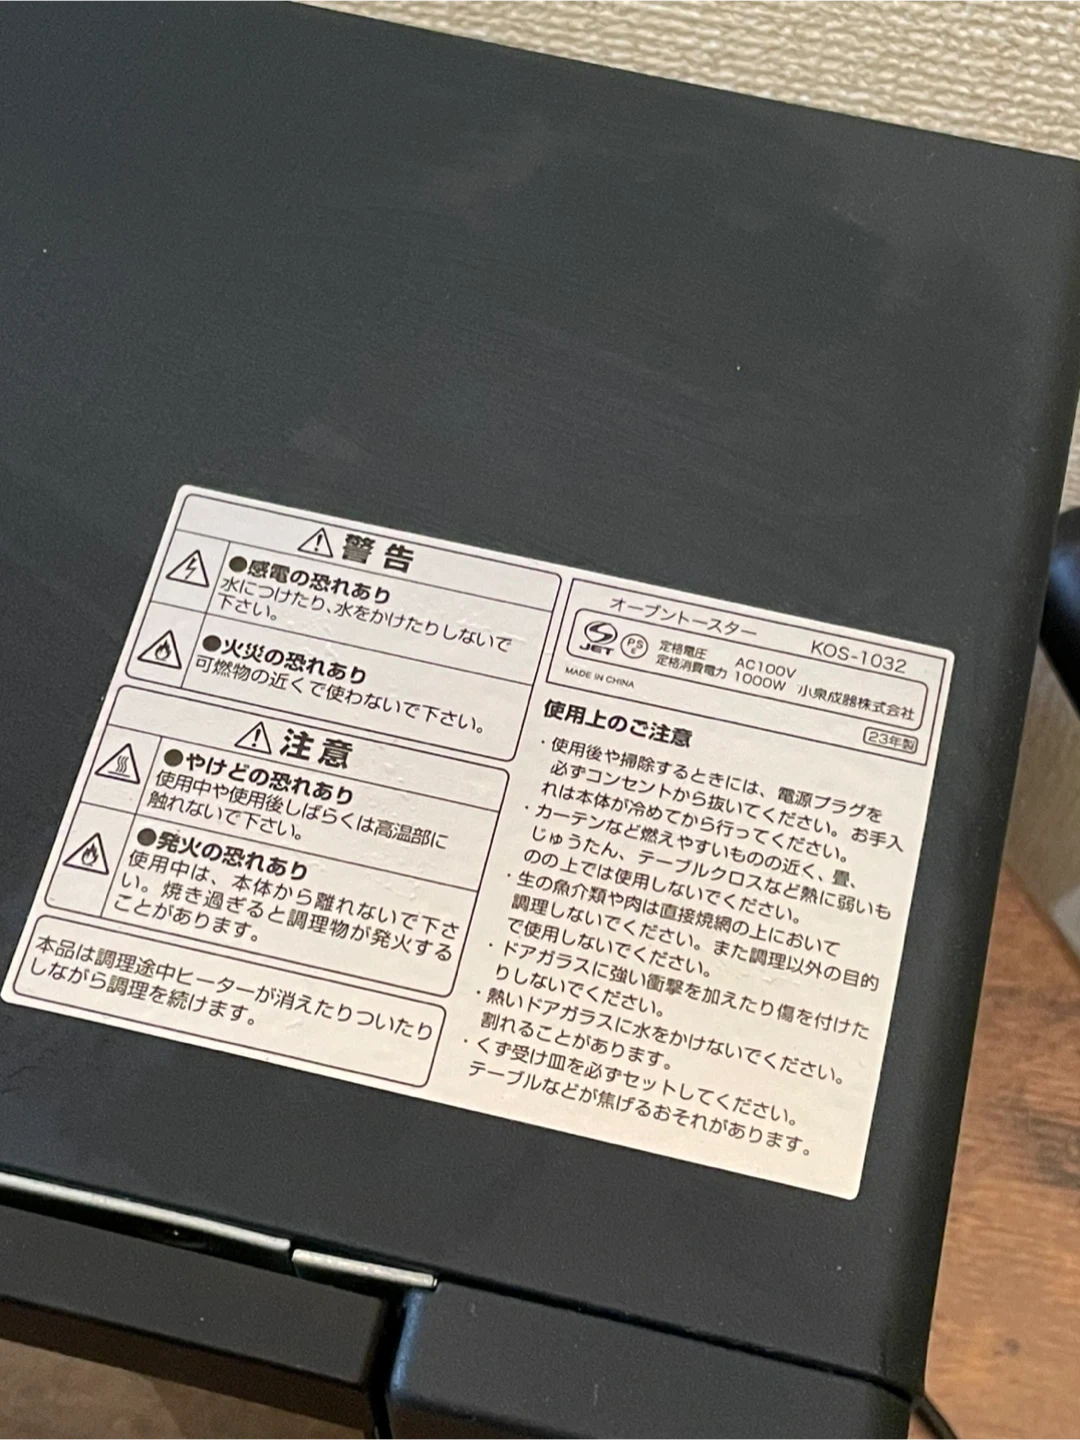 警告
●感電の恐れあり
水につけたり、水をかけたりしないで
下さい。
●火災の恐れあり
可燃物の近くで使わないで下さい。
注意
●やけどの恐れあり
使用中や使用後しばらくは高温部に
触れないで下さい。
●発火の恐れあり
使用中は、本体から離れないで下さ
い。焼き過ぎると調理物が発火する
ことがあります。
本品は調理途中ヒーターが消えたりついたり
しながら調理を続けます。
オーブントースター KOS-1032
JET PS E 定格電圧 AC100V
定格消費電力 1000W 小泉成器株式会社
MADE IN CHINA
23年製
使用上のご注意
・使用後や掃除するときには、電源プラグを
必ずコンセントから抜いてください。お手入
れは本体が冷めてから行ってください。
・カーテンなど燃えやすいものの近く、畳、
じゅうたん、テーブルクロスなど熱に弱いも
のの上では使用しないでください。
・生の魚介類や肉は直接焼網の上において
調理しないでください。また調理以外の目的
で使用しないでください。
・ドアガラスに強い衝撃を加えたり傷を付けた
りしないでください。
・熱いドアガラスに水をかけないでください。
割れることがあります。
・くず受け皿を必ずセットしてください。
テーブルなどが焦げるおそれがあります。